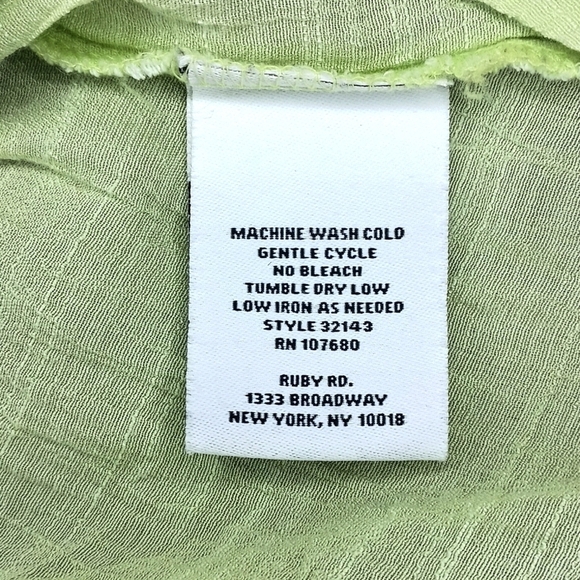 MACHINE WASH COLD
GENTLE CYCLE
NO BLEACH
TUMBLE DRY LOW
LOW IRON AS NEEDED
STYLE 32143
RN 107680
RUBY RD.
1333 BROADWAY
NEW YORK, NY 10018